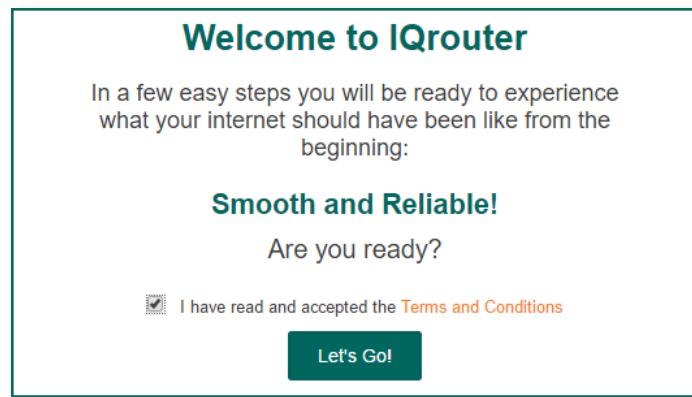 Welcome to IQrouter
In a few easy steps you will be ready to experience
what your internet should have been like from the
beginning:
Smooth and Reliable!
Are you ready?
I have read and accepted the Terms and Conditions
Let's Go!